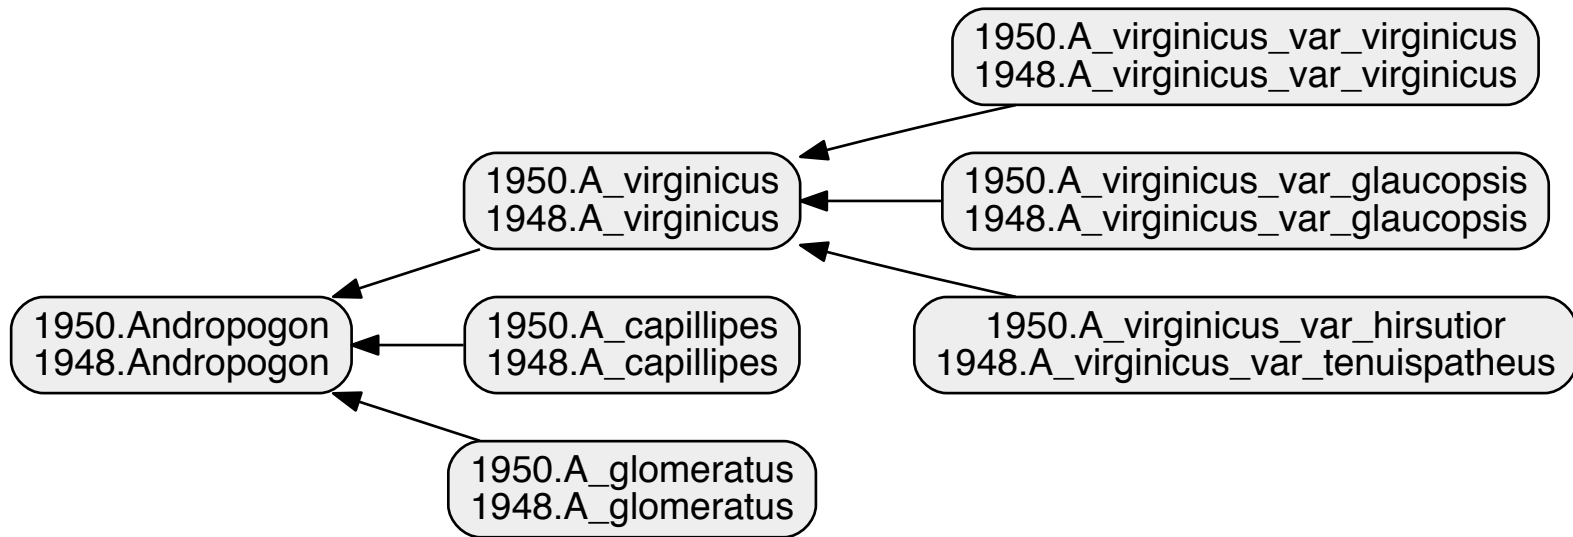 1950.A_virginicus_var_virginicus
1948.A_virginicus_var_virginicus
1950.A_virginicus
1948.A_virginicus
1950.A_virginicus_var_glaucopsis
1948.A_virginicus_var_glaucopsis
1950.Andropogon
1948.Andropogon
1950.A_capillipes
1948.A_capillipes
1950.A_virginicus_var_hirsutior
1948.A_virginicus_var_tenuispatheus
1950.A_glomeratus
1948.A_glomeratus